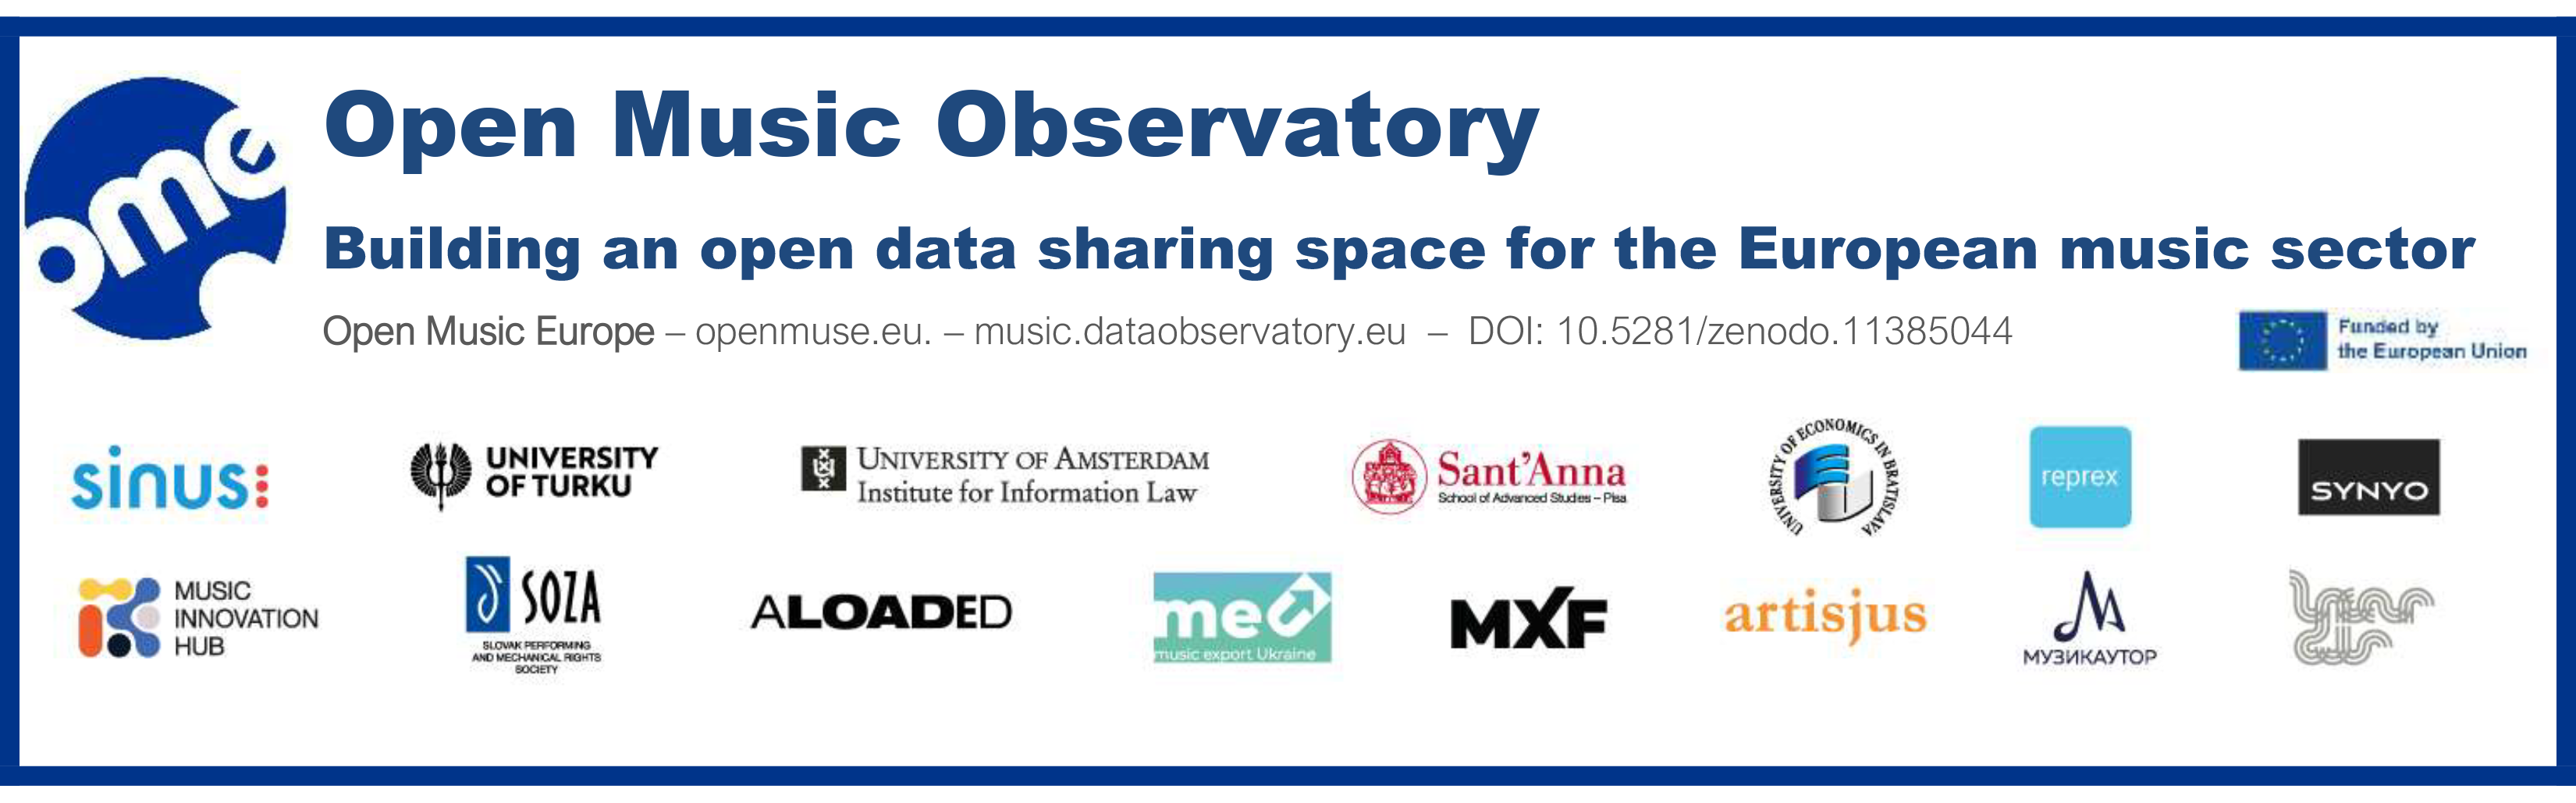 ome
Open Music Observatory
Building an open data sharing space for the European music sector
Open Music Europe – openmuse.eu. – music.dataobservatory.eu – DOI: 10.5281/zenodo.11385044
Funded by
the European Union
sinus:
UNIVERSITY
OF TURKU
UNIVERSITY OF AMSTERDAM
Institute for Information Law
Sant'Anna
School of Advanced Studies – Pisa
UNIVERSITY OF ECONOMICS IN BRATISLAVA
reprex
SYNYO
MUSIC
INNOVATION
HUB
SOZA
SLOVAK PERFORMING
AND MECHANICAL RIGHTS
SOCIETY
ALOADED
me
music export Ukraine
MXF
artisjus
МУЗИКАУТОР